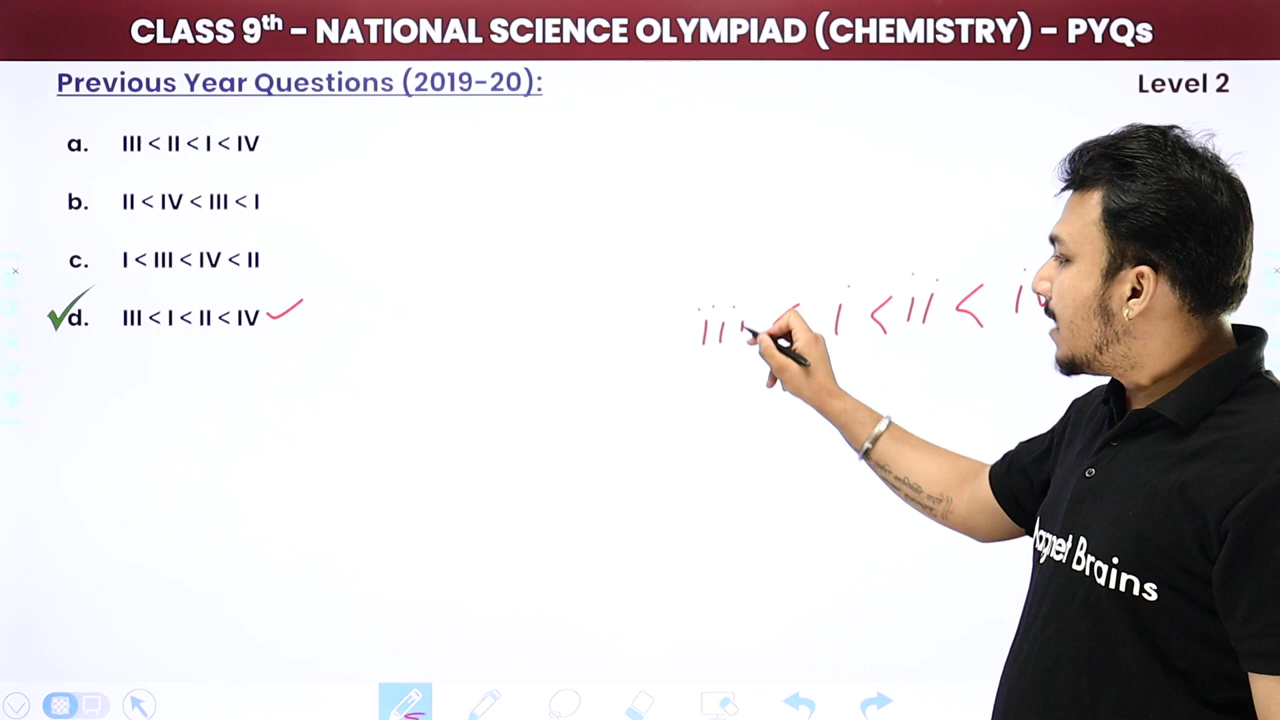 CLASS 9th – NATIONAL SCIENCE OLYMPIAD (CHEMISTRY) – PYQs
Previous Year Questions (2019-20):
Level 2
a. III < II < I < IV
b. II < IV < III < I
c. I < III < IV < II
d. III < I < II < IV
iii < i < ii <
Magnet Brains